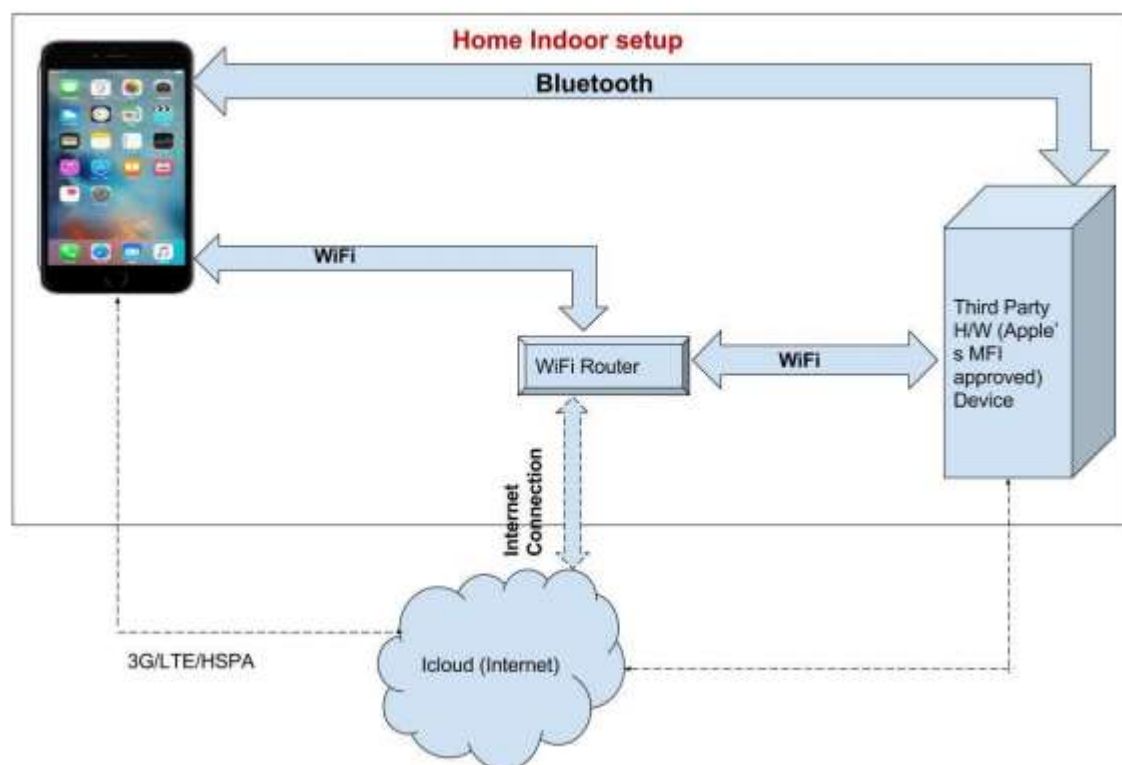 Home Indoor setup
Bluetooth
WiFi
WiFi Router
WiFi
Third Party
H/W (Apple'
s MFI
approved)
Device
Internet
Connection
3G/LTE/HSPA
Icloud (Internet)